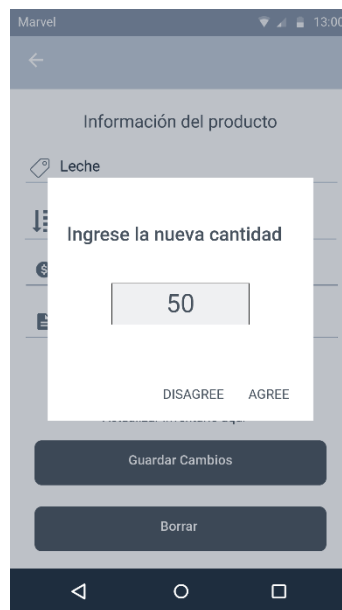 Marvel 13:00
Información del producto
Leche
Ingrese la nueva cantidad
50
DISAGREE AGREE
Guardar Cambios
Borrar